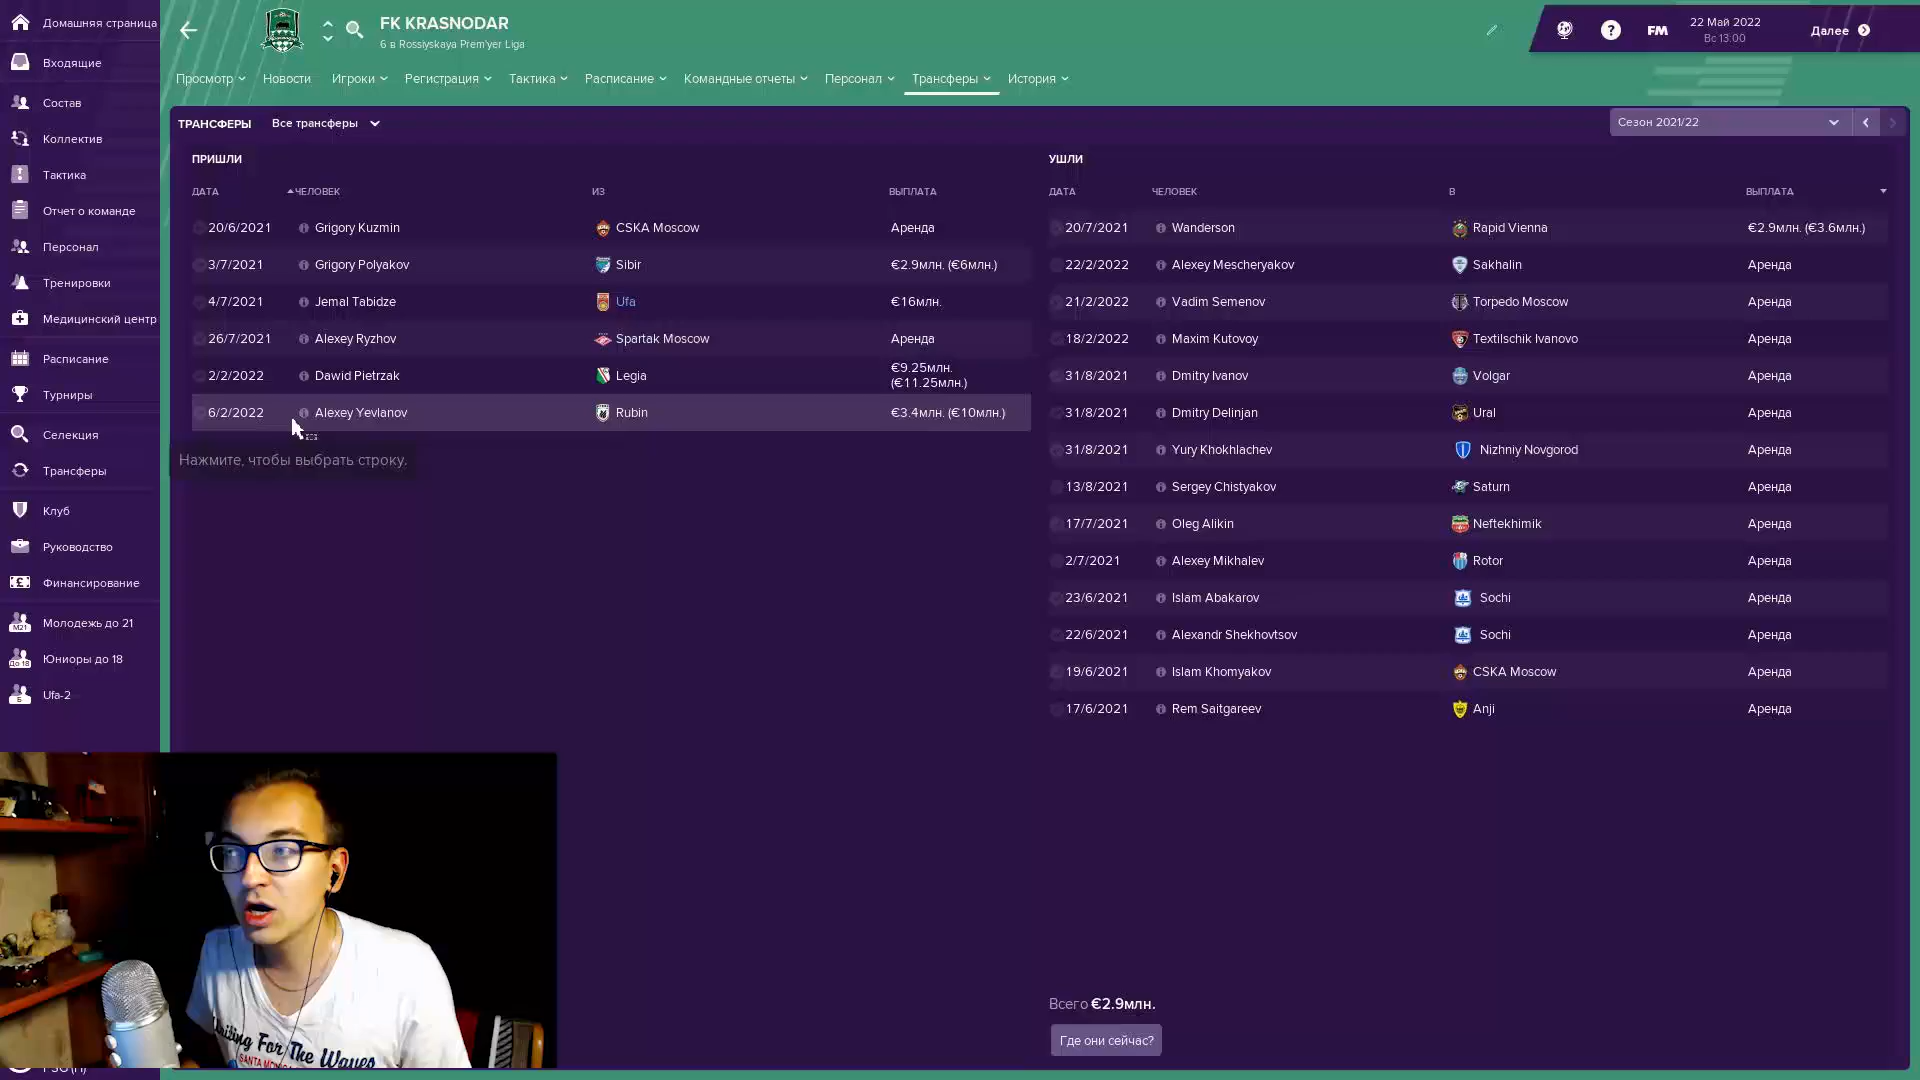 Домашняя страница
Входящие
Состав
Коллектив
Тактика
Отчет о команде
Персонал
Тренировки
Медицинский центр
Расписание
Турниры
Селекция
Трансферы
Клуб
Руководство
Финансирование
Молодежь до 21
Юниоры до 18
Ufa-2
FK KRASNODAR
6 в Rossiyskaya Prem'yer Liga
FM
22 Май 2022
Вс 13:00
Далее
Просмотр Новости Игроки Регистрация Тактика Расписание Командные отчеты Персонал Трансферы История
ТРАНСФЕРЫ Все трансферы
Сезон 2021/22
ПРИШЛИ
ДАТА ЧЕЛОВЕК ИЗ ВЫПЛАТА
20/6/2021 Grigory Kuzmin CSKA Moscow Аренда
3/7/2021 Grigory Polyakov Sibir €2.9млн. (€6млн.)
4/7/2021 Jemal Tabidze Ufa €16млн.
26/7/2021 Alexey Ryzhov Spartak Moscow Аренда
2/2/2022 Dawid Pietrzak Legia €9.25млн.
(€11.25млн.)
6/2/2022 Alexey Yevlanov Rubin €3.4млн. (€10млн.)
Нажмите, чтобы выбрать строку.
УШЛИ
ДАТА ЧЕЛОВЕК В ВЫПЛАТА
20/7/2021 Wanderson Rapid Vienna €2.9млн. (€3.6млн.)
22/2/2022 Alexey Mescheryakov Sakhalin Аренда
21/2/2022 Vadim Semenov Torpedo Moscow Аренда
18/2/2022 Maxim Kutovoy Textilschik Ivanovo Аренда
31/8/2021 Dmitry Ivanov Volgar Аренда
31/8/2021 Dmitry Delinjan Ural Аренда
31/8/2021 Yury Khokhlachev Nizhniy Novgorod Аренда
13/8/2021 Sergey Chistyakov Saturn Аренда
17/7/2021 Oleg Alikin Neftekhimik Аренда
2/7/2021 Alexey Mikhalev Rotor Аренда
23/6/2021 Islam Abakarov Sochi Аренда
22/6/2021 Alexandr Shekhovtsov Sochi Аренда
19/6/2021 Islam Khomyakov CSKA Moscow Аренда
17/6/2021 Rem Saitgareev Anji Аренда
Всего €2.9млн.
Где они сейчас?
For The Waves